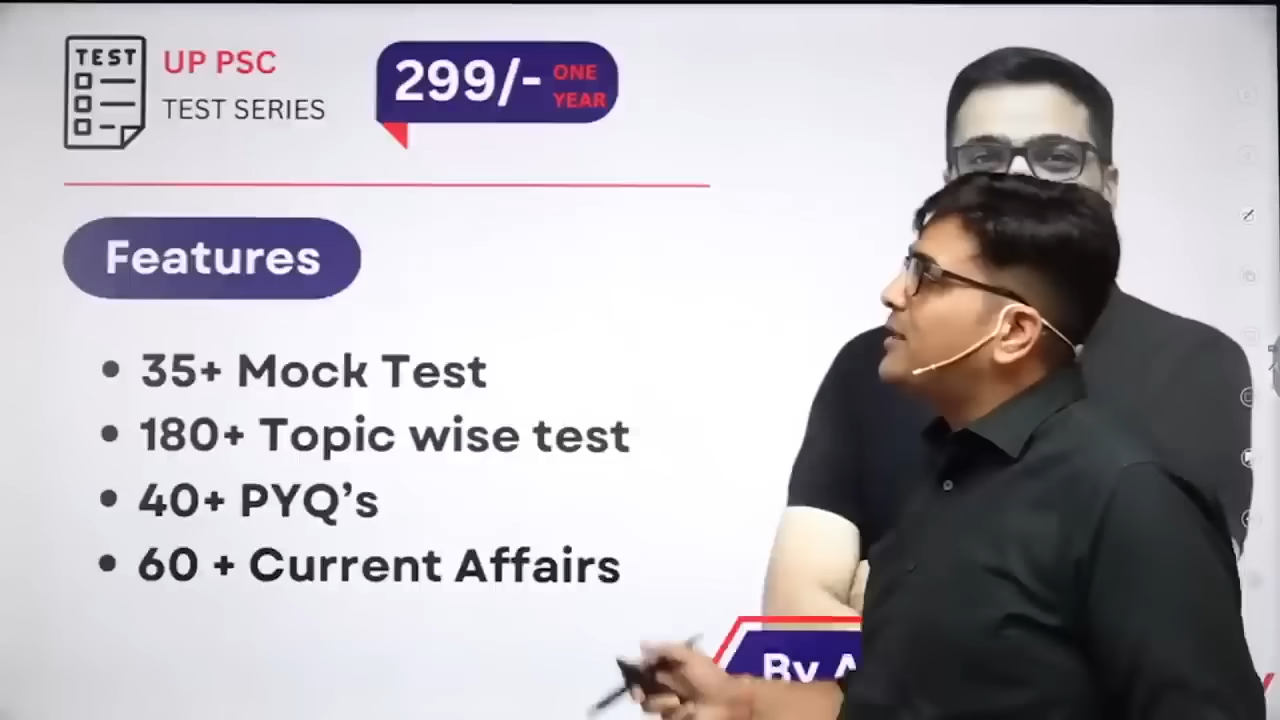 TEST
UP PSC
TEST SERIES
299/- ONE YEAR
Features
• 35+ Mock Test
• 180+ Topic wise test
• 40+ PYQ’s
• 60 + Current Affairs
By